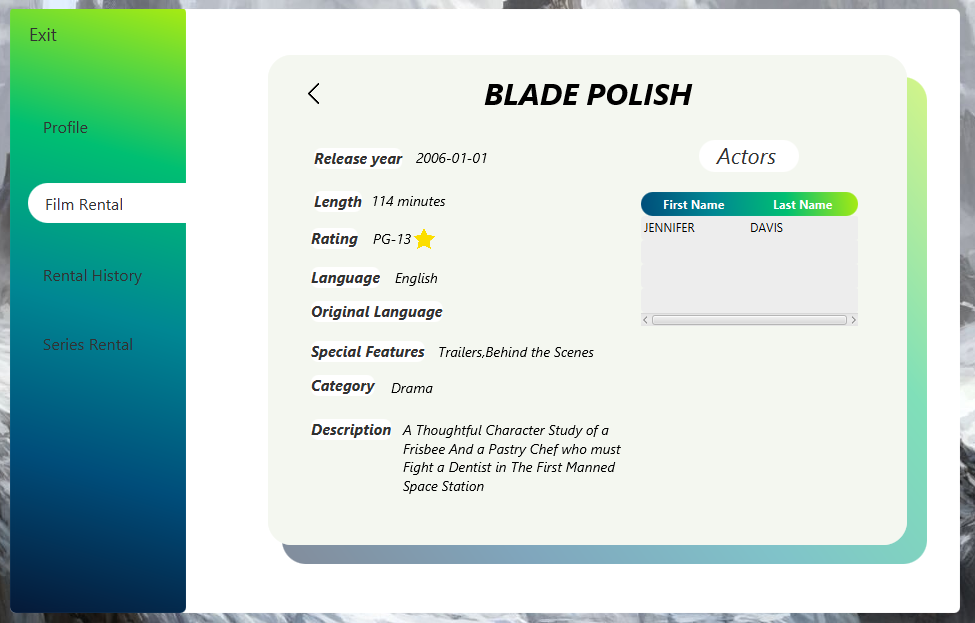 Exit
Profile
Film Rental
Rental History
Series Rental
BLADE POLISH
Release year 2006-01-01
Length 114 minutes
Rating PG-13
Language English
Original Language
Special Features Trailers,Behind the Scenes
Category Drama
Description A Thoughtful Character Study of a
Frisbee And a Pastry Chef who must
Fight a Dentist in The First Manned
Space Station
Actors
First Name Last Name
JENNIFER DAVIS